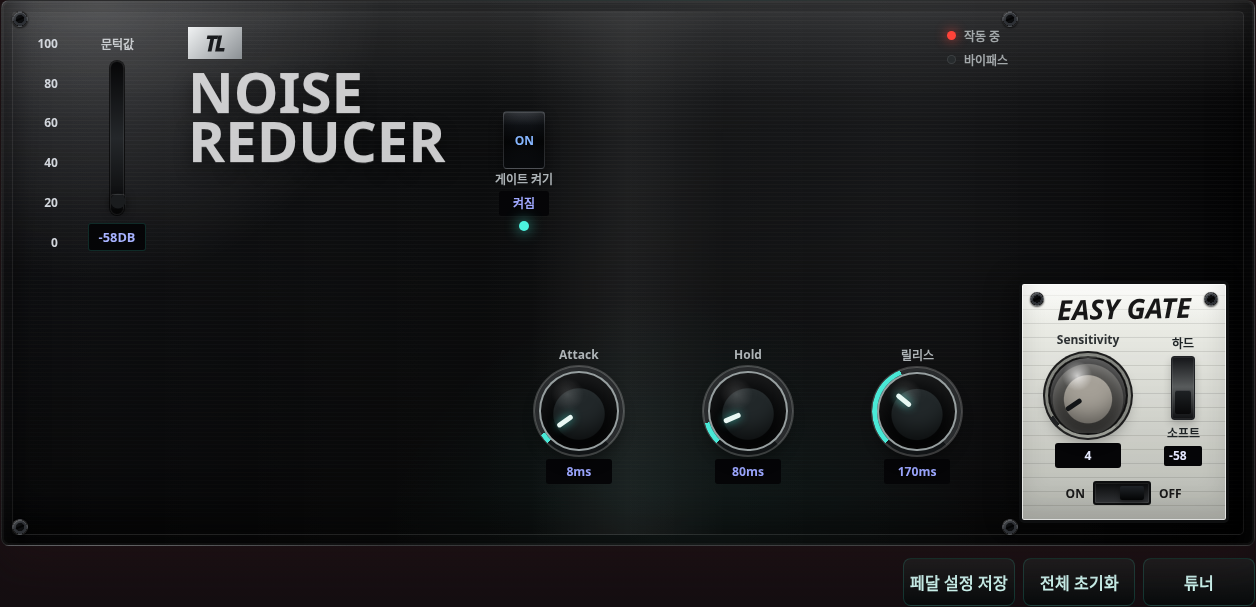 100
80
60
40
20
0
문턱값
-58DB
TL
NOISE
REDUCER
ON
게이트 켜기
켜짐
작동 중
바이패스
Attack
8ms
Hold
80ms
릴리스
170ms
EASY GATE
Sensitivity
4
하드
소프트
-58
ON
OFF
페달 설정 저장
전체 초기화
튜너